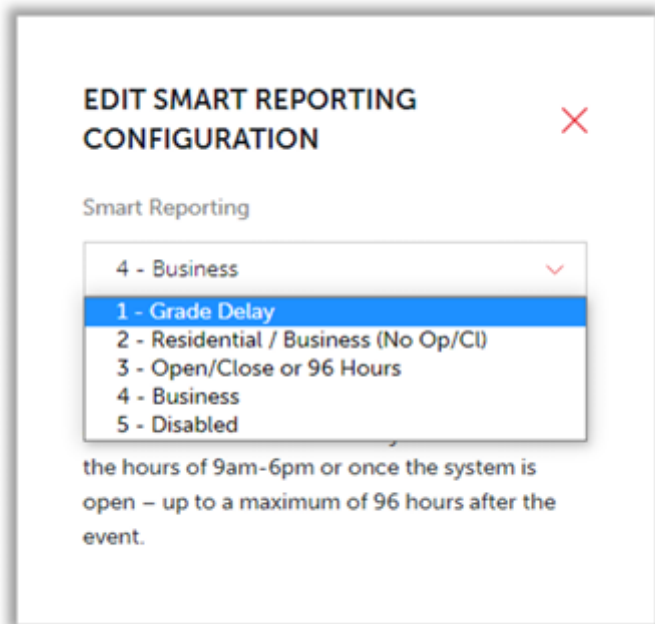 EDIT SMART REPORTING
CONFIGURATION
Smart Reporting
4 - Business
1 - Grade Delay
2 - Residential / Business (No Op/Cl)
3 - Open/Close or 96 Hours
4 - Business
5 - Disabled
the hours of 9am-6pm or once the system is
open – up to a maximum of 96 hours after the
event.